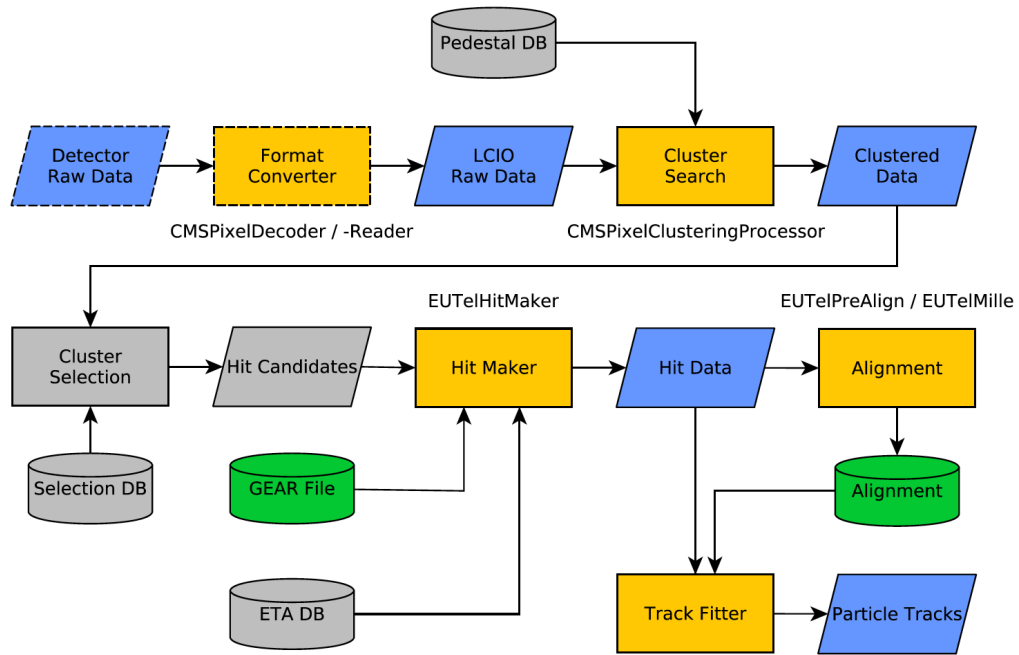 Pedestal DB
Detector
Raw Data
Format
Converter
LCIO
Raw Data
Cluster
Search
Clustered
Data
CMSPixelDecoder / -Reader
CMSPixelClusteringProcessor
EUTelHitMaker
EUTelPreAlign / EUTelMille
Cluster
Selection
Hit Candidates
Hit Maker
Hit Data
Alignment
Selection DB
GEAR File
Alignment
ETA DB
Track Fitter
Particle Tracks